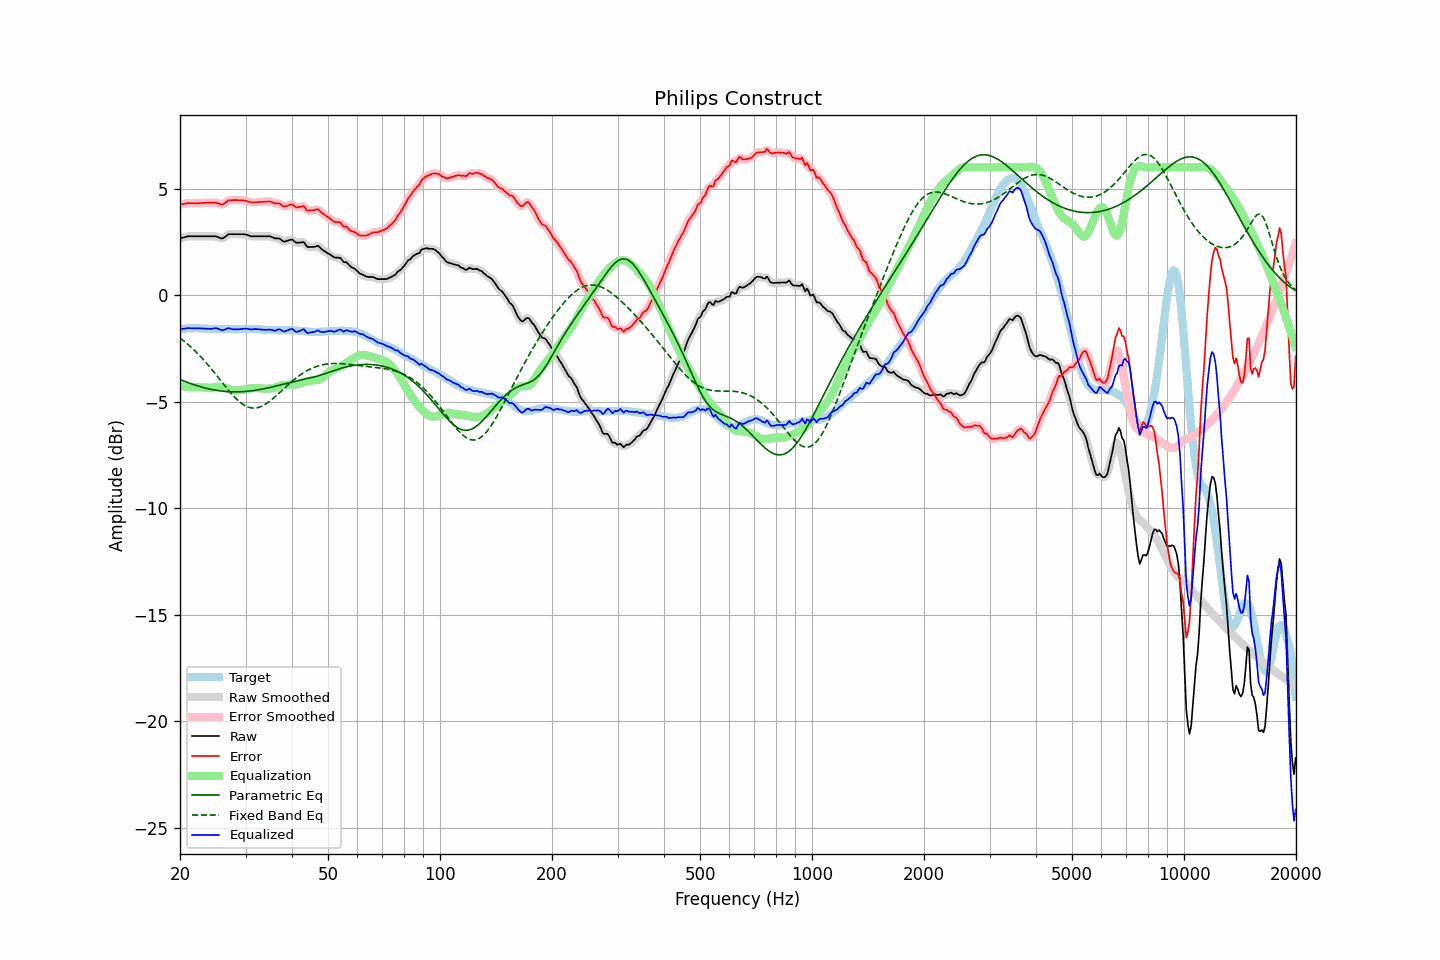 Philips Construct
Amplitude (dBr)
5
0
−5
−10
−15
−20
−25
Target
Raw Smoothed
Error Smoothed
Raw
Error
Equalization
Parametric Eq
Fixed Band Eq
Equalized
20 50 100 200 500 1000 2000 5000 10000 20000
Frequency (Hz)